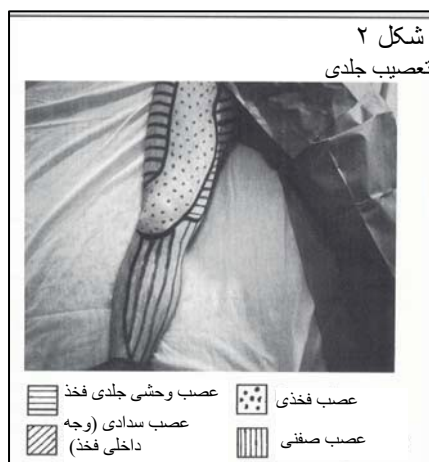 شکل ۲
تعصیب جلدی
عصب فخذی
عصب وحشی جلدی فخذ
عصب صفنی
عصب سدادی (وجه
داخلی فخذ)